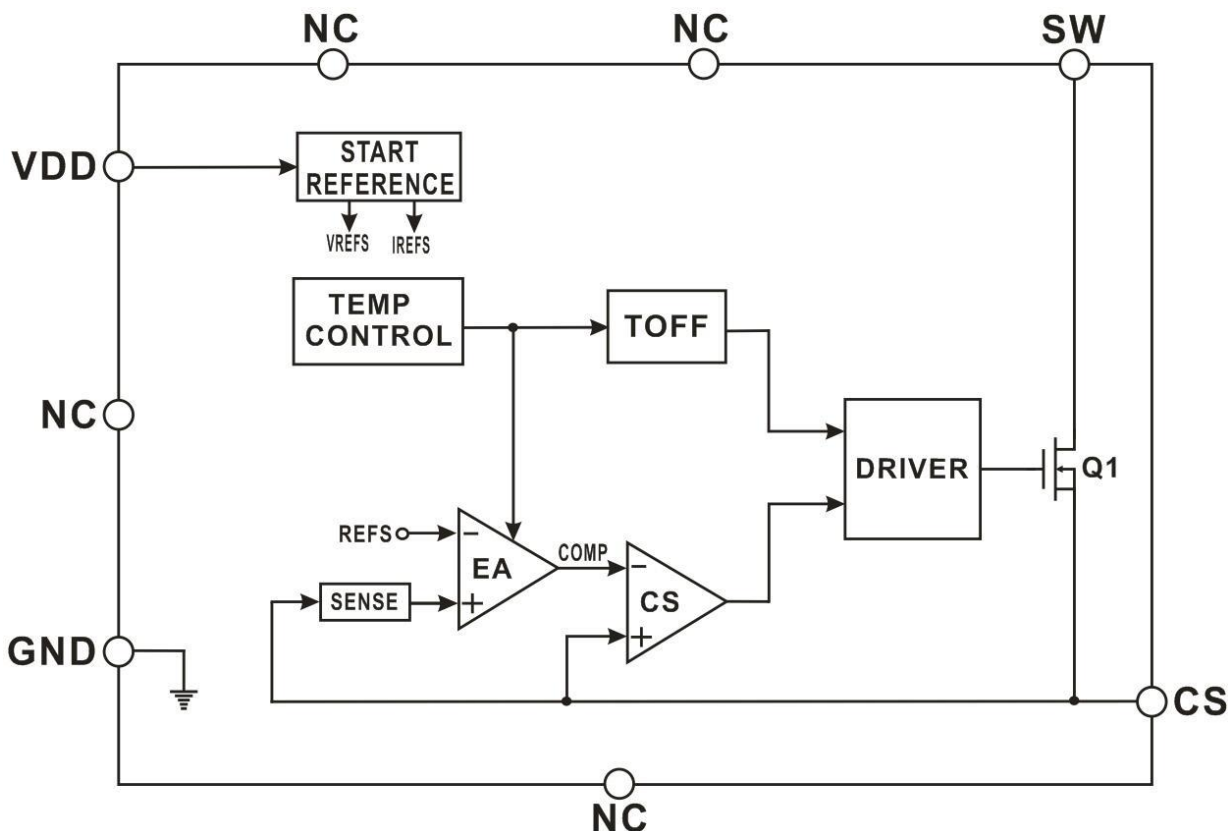 NC
NC
SW
VDD
START
REFERENCE
VREFS
IREFS
TEMP
CONTROL
TOFF
NC
DRIVER
Q1
REFS
−
EA
+
COMP
SENSE
−
CS
+
GND
CS
NC